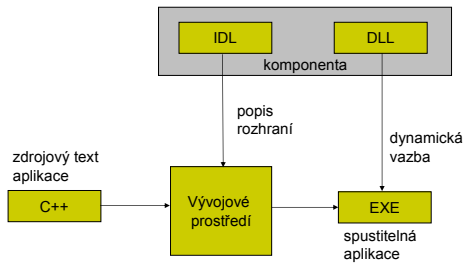 IDL
DLL
komponenta
popis
rozhraní
dynamická
vazba
zdrojový text
aplikace
C++
Vývojové
prostředí
EXE
spustitelná
aplikace